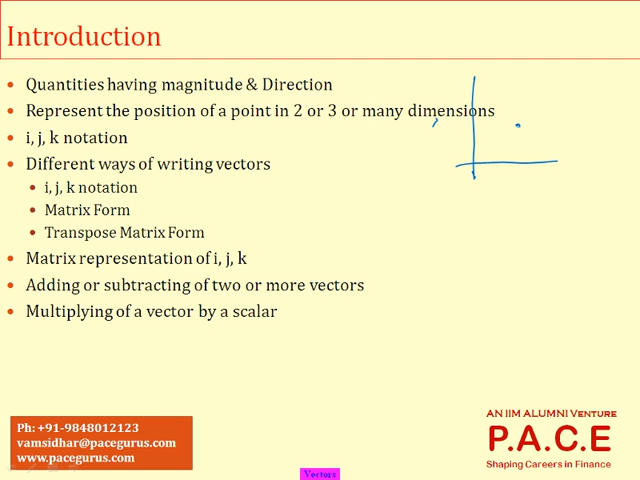 Introduction
Quantities having magnitude & Direction
Represent the position of a point in 2 or 3 or many dimensions
i, j, k notation
Different ways of writing vectors
i, j, k notation
Matrix Form
Transpose Matrix Form
Matrix representation of i, j, k
Adding or subtracting of two or more vectors
Multiplying of a vector by a scalar
Ph: +91-9848012123
vamsidhar@pacegurus.com
www.pacegurus.com
AN IIM ALUMNI VENTURE
P.A.C.E
Shaping Careers in Finance
Vectors